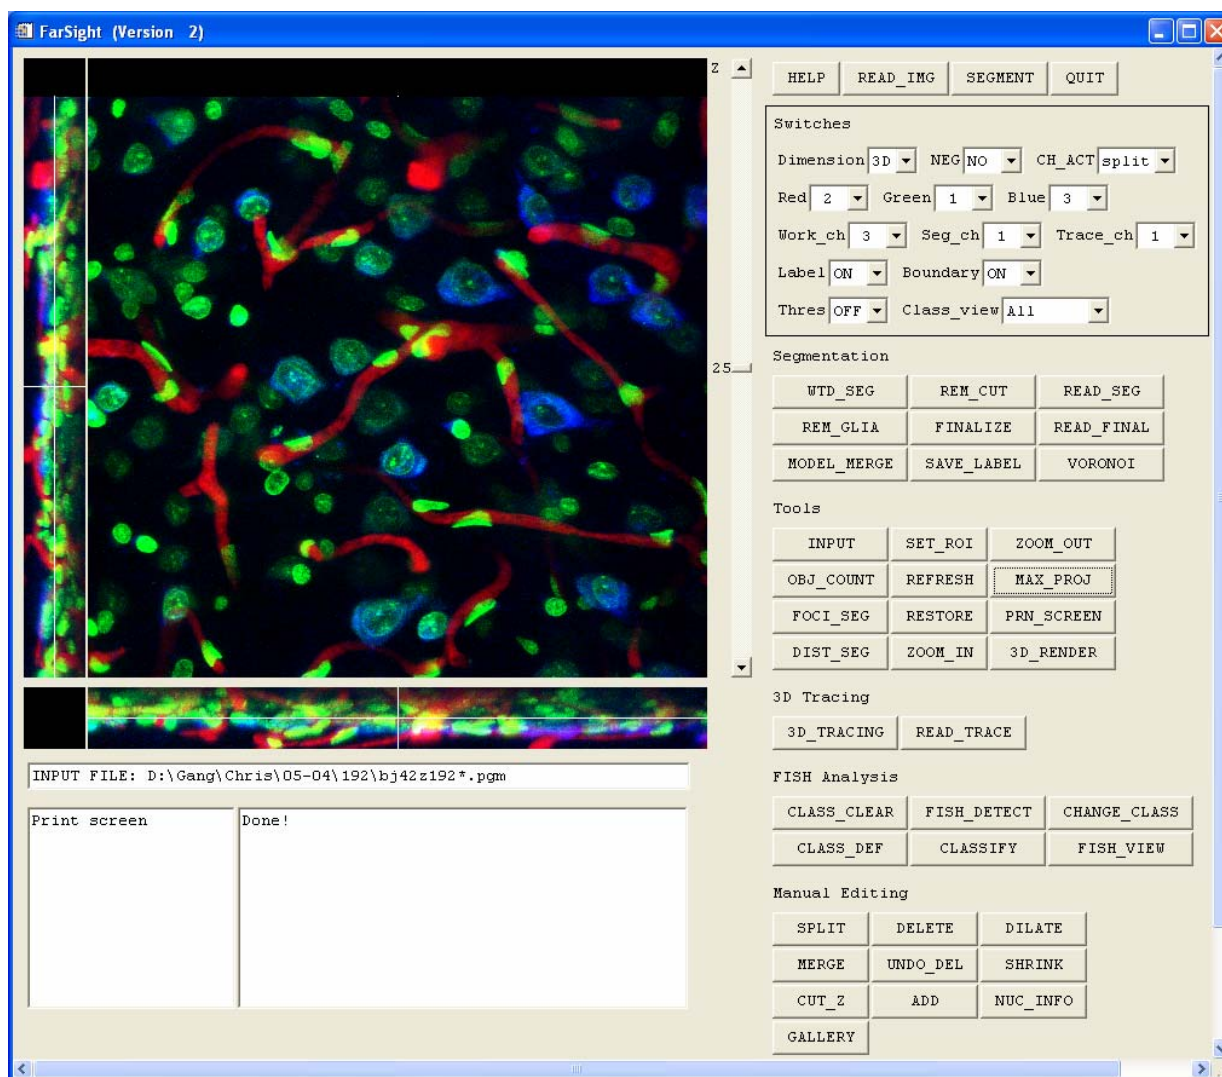 FarSight (Version 2)
Z
25
HELP READ_IMG SEGMENT QUIT
Switches
Dimension 3D NEG NO CH_ACT split
Red 2 Green 1 Blue 3
Work_ch 3 Seg_ch 1 Trace_ch 1
Label ON Boundary ON
Thres OFF Class_view All
Segmentation
WTD_SEG REM_CUT READ_SEG
REM_GLIA FINALIZE READ_FINAL
MODEL_MERGE SAVE_LABEL VORONOI
Tools
INPUT SET_ROI ZOOM_OUT
OBJ_COUNT REFRESH MAX_PROJ
FOCI_SEG RESTORE PRN_SCREEN
DIST_SEG ZOOM_IN 3D_RENDER
3D Tracing
3D_TRACING READ_TRACE
FISH Analysis
CLASS_CLEAR FISH_DETECT CHANGE_CLASS
CLASS_DEF CLASSIFY FISH_VIEW
Manual Editing
SPLIT DELETE DILATE
MERGE UNDO_DEL SHRINK
CUT_Z ADD NUC_INFO
GALLERY
INPUT FILE: D:\Gang\Chris\05-04\192\bj42z192*.pgm
Print screen
Done!